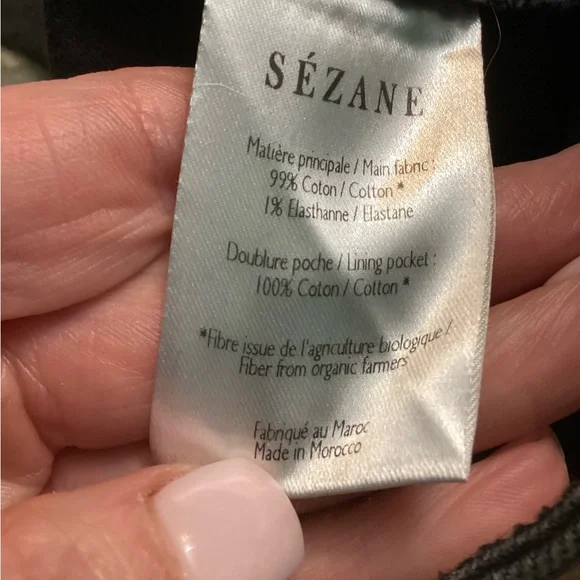 SÉZANE
Matière principale / Main fabric :
99% Coton / Cotton *
1% Elasthanne / Elastane
Doublure poche / Lining pocket :
100% Coton / Cotton *
*Fibre issue de l'agriculture biologique /
Fiber from organic farmers
Fabriqué au Maroc
Made in Morocco